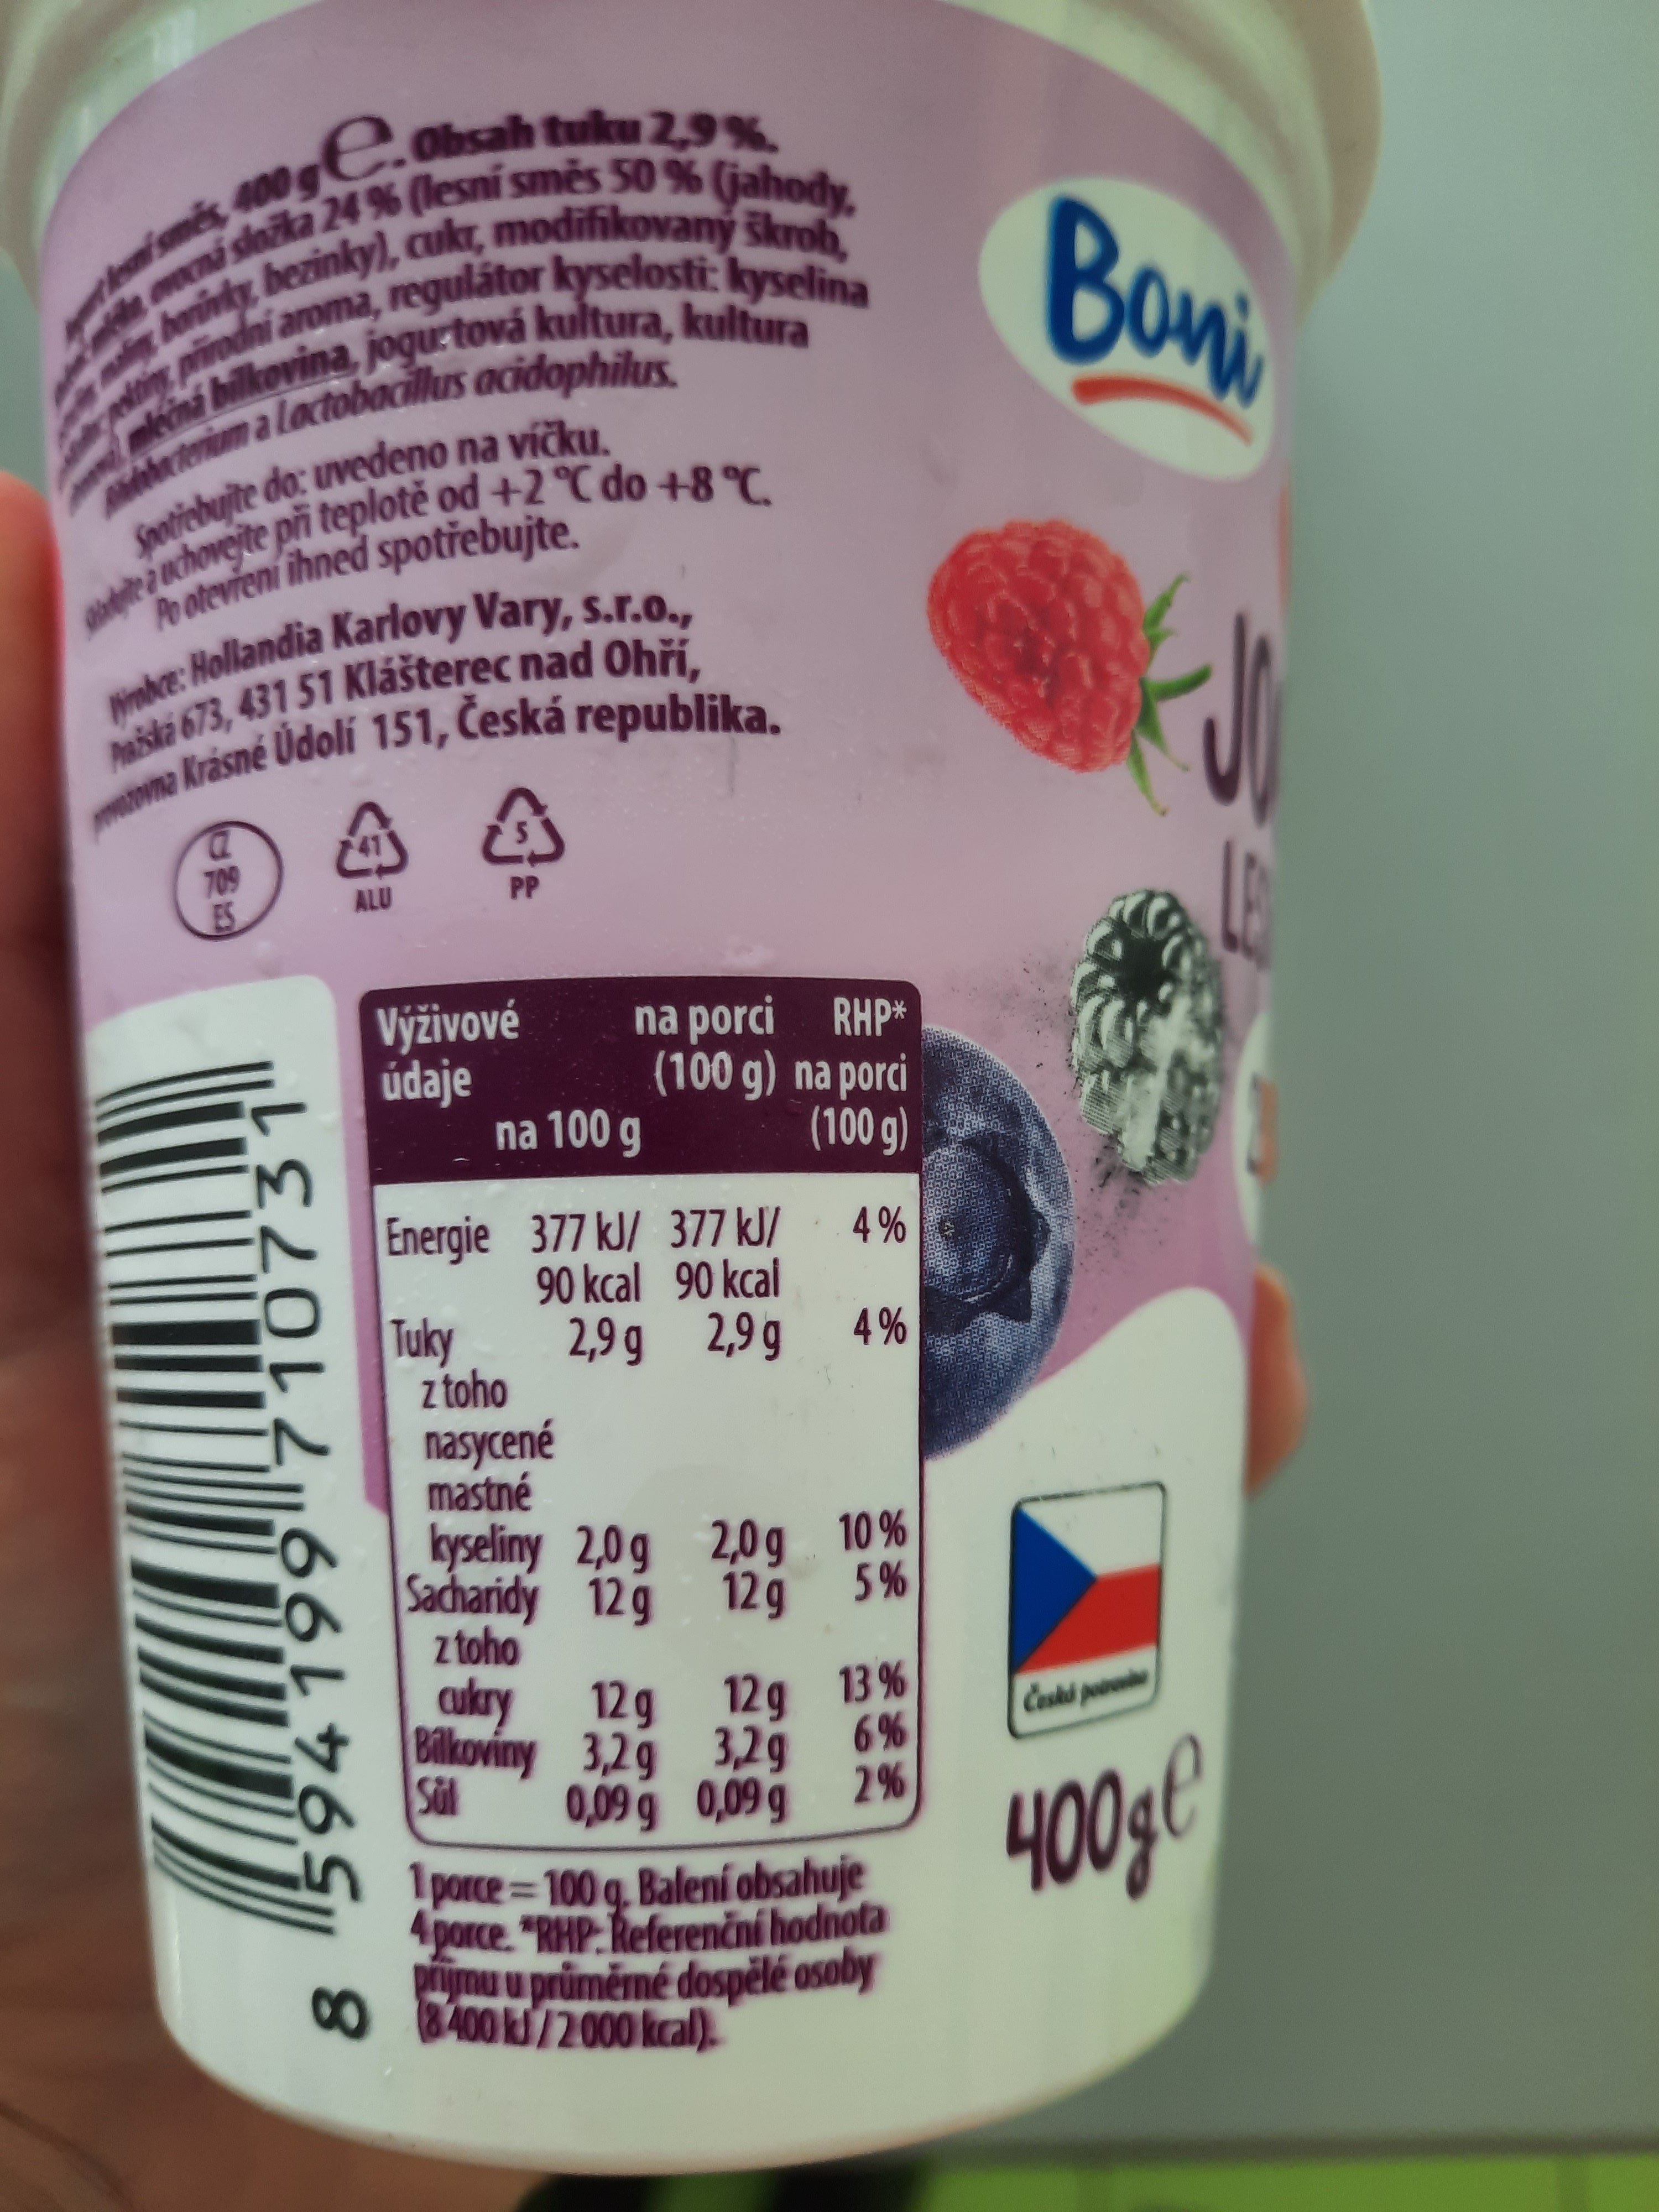 lesní směs, 400 g e. Obsah tuku 2,9 %.
ovocná složka 24 % (lesní směs 50 % (jahody,
borůvky, bezinky), cukr, modifikovaný škrob,
přírodní aroma, regulátor kyselosti: kyselina
mléčná bílkovina, jogurtová kultura, kultura
Bifidobacterium a Lactobacillus acidophilus.
Spotřebujte do: uvedeno na víčku.
Skladujte a uchovejte při teplotě od +2 °C do +8 °C.
Po otevření ihned spotřebujte.
Výrobce: Hollandia Karlovy Vary, s.r.o.,
Pražská 673, 431 51 Klášterec nad Ohří,
provozovna Krásné Údolí 151, Česká republika.
CZ
709
ES
41
ALU
5
PP
Boni
JO
LES
Výživové na porci RHP*
údaje (100 g) na porci
na 100 g (100 g)
Energie 377 kJ/ 377 kJ/ 4 %
90 kcal 90 kcal
Tuky 2,9 g 2,9 g 4 %
z toho
nasycené
mastné
kyseliny 2,0 g 2,0 g 10 %
Sacharidy 12 g 12 g 5 %
z toho
cukry 12 g 12 g 13 %
Bílkoviny 3,2 g 3,2 g 6 %
Sůl 0,09 g 0,09 g 2 %
1 porce = 100 g. Balení obsahuje
4 porce. *RHP: Referenční hodnota
příjmu u průměrné dospělé osoby
(8 400 kJ / 2 000 kcal).
8 594199 710731
Česká potravina
400g e